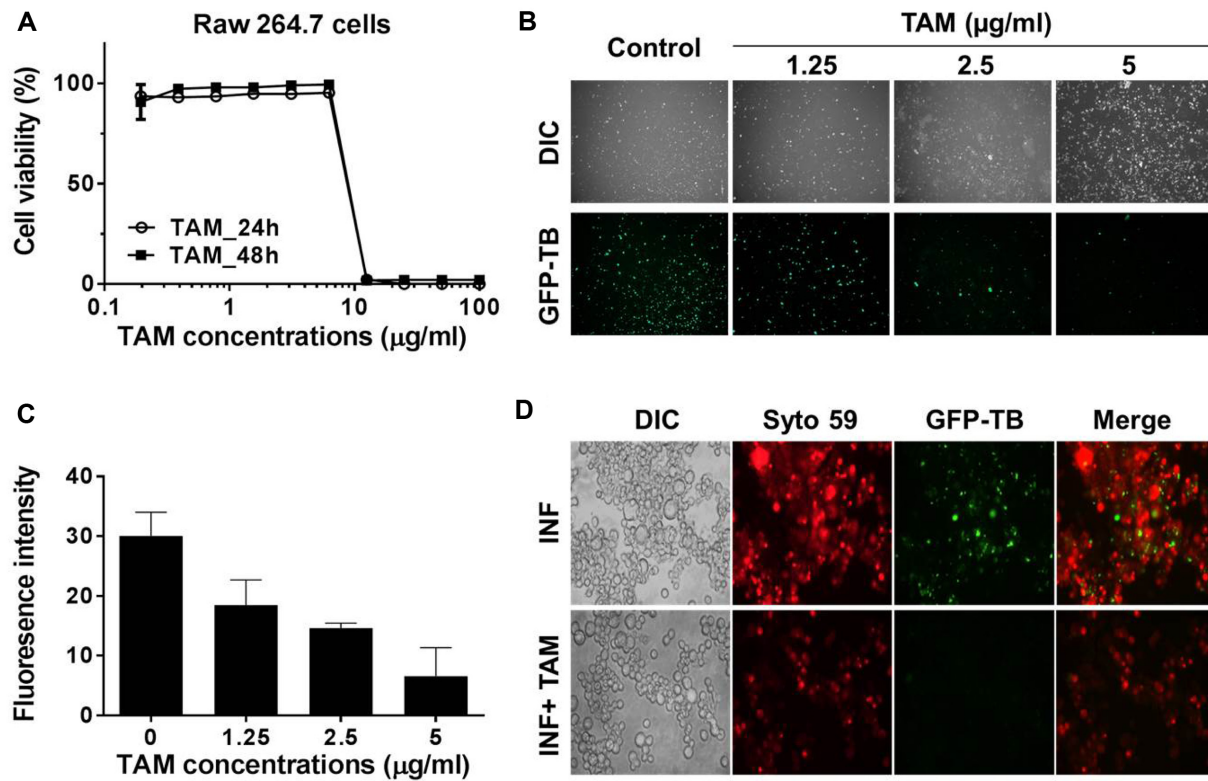 A
Raw 264.7 cells
Cell viability (%)
100
50
0
TAM_24h
TAM_48h
0.1
1
10
100
TAM concentrations (μg/ml)
B
Control
TAM (μg/ml)
1.25
2.5
5
DIC
GFP-TB
C
Fluoresence intensity
40
30
20
10
0
0
1.25
2.5
5
TAM concentrations (μg/ml)
D
DIC
Syto 59
GFP-TB
Merge
INF
INF+ TAM